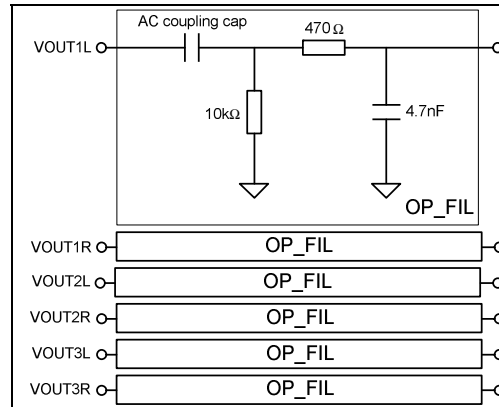 AC coupling cap
470Ω
VOUT1L
10kΩ
4.7nF
OP_FIL
VOUT1R OP_FIL
VOUT2L OP_FIL
VOUT2R OP_FIL
VOUT3L OP_FIL
VOUT3R OP_FIL